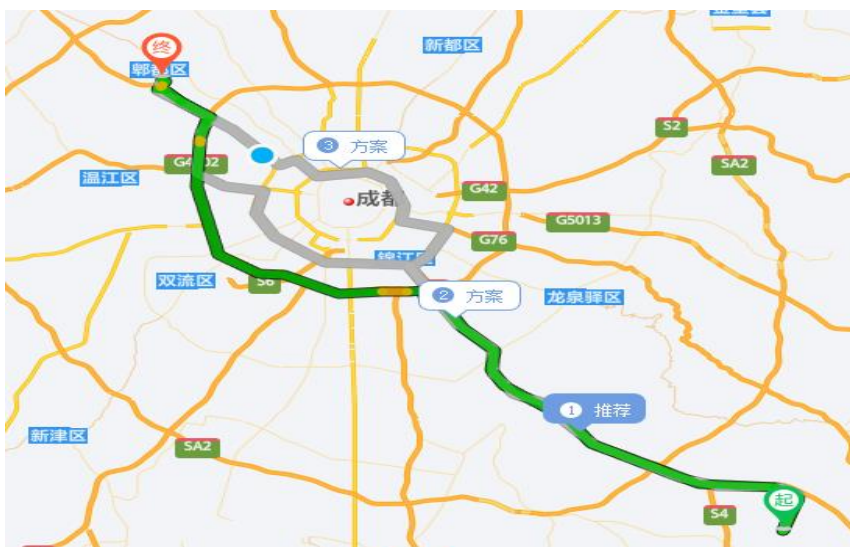 终
郫都区
新都区
S2
③ 方案
SA2
温江区
G42
成都
G5013
G76
锦江区
双流区
S6
② 方案
龙泉驿区
① 推荐
新津区
SA2
起
S4